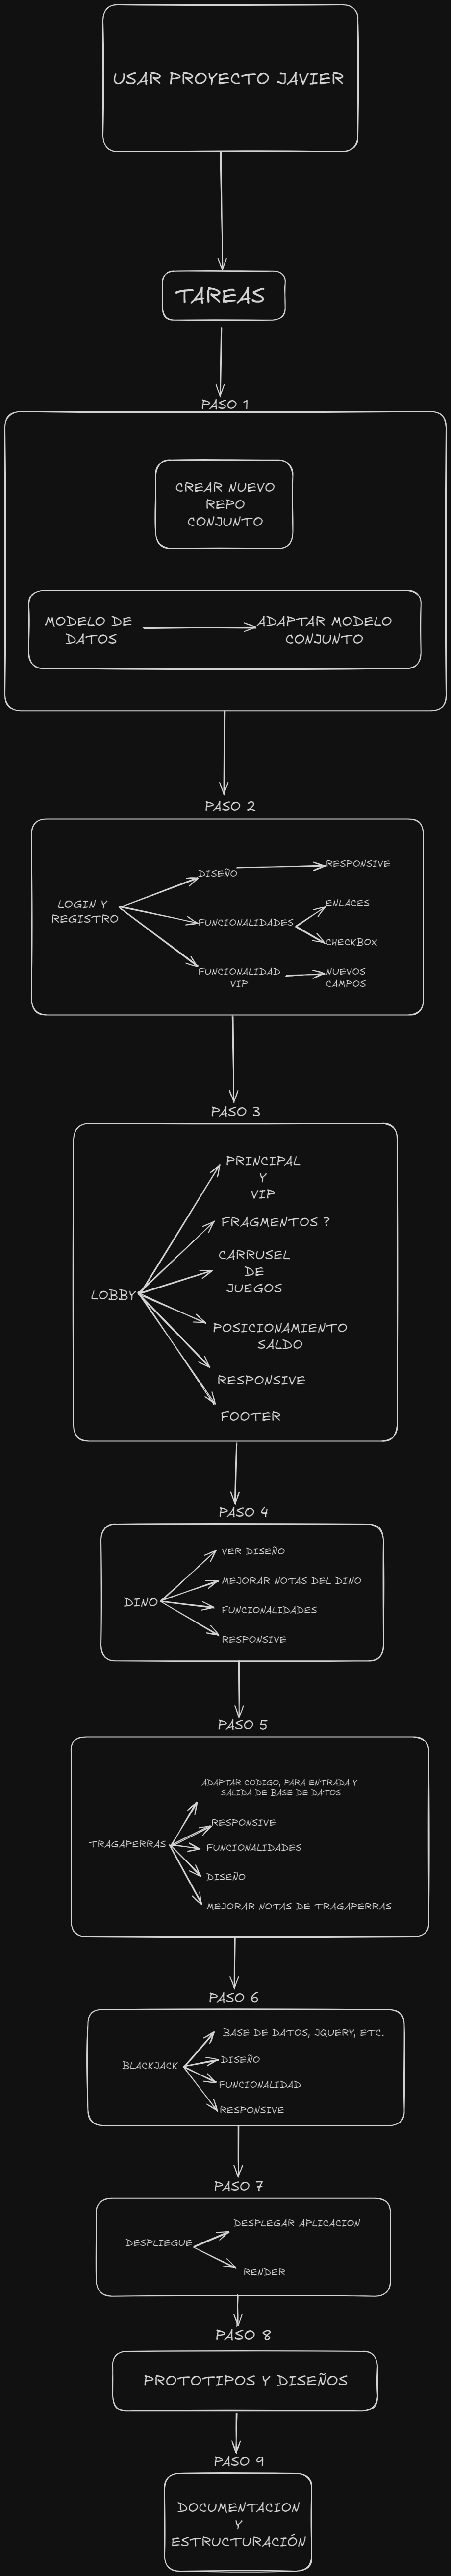 USAR PROYECTO JAVIER
TAREAS
PASO 1
CREAR NUEVO
REPO
CONJUNTO
MODELO DE
DATOS
ADAPTAR MODELO
CONJUNTO
PASO 2
LOGIN Y
REGISTRO
DISEÑO
RESPONSIVE
FUNCIONALIDADES
ENLACES
CHECKBOX
FUNCIONALIDAD
VIP
NUEVOS
CAMPOS
PASO 3
LOBBY
PRINCIPAL
Y
VIP
FRAGMENTOS ?
CARRUSEL
DE
JUEGOS
POSICIONAMIENTO
SALDO
RESPONSIVE
FOOTER
PASO 4
DINO
VER DISEÑO
MEJORAR NOTAS DEL DINO
FUNCIONALIDADES
RESPONSIVE
PASO 5
TRAGAPERRAS
ADAPTAR CODIGO, PARA ENTRADA Y
SALIDA DE BASE DE DATOS
RESPONSIVE
FUNCIONALIDADES
DISEÑO
MEJORAR NOTAS DE TRAGAPERRAS
PASO 6
BLACKJACK
BASE DE DATOS, JQUERY, ETC.
DISEÑO
FUNCIONALIDAD
RESPONSIVE
PASO 7
DESPLIEGUE
DESPLEGAR APLICACION
RENDER
PASO 8
PROTOTIPOS Y DISEÑOS
PASO 9
DOCUMENTACION
Y
ESTRUCTURACIÓN